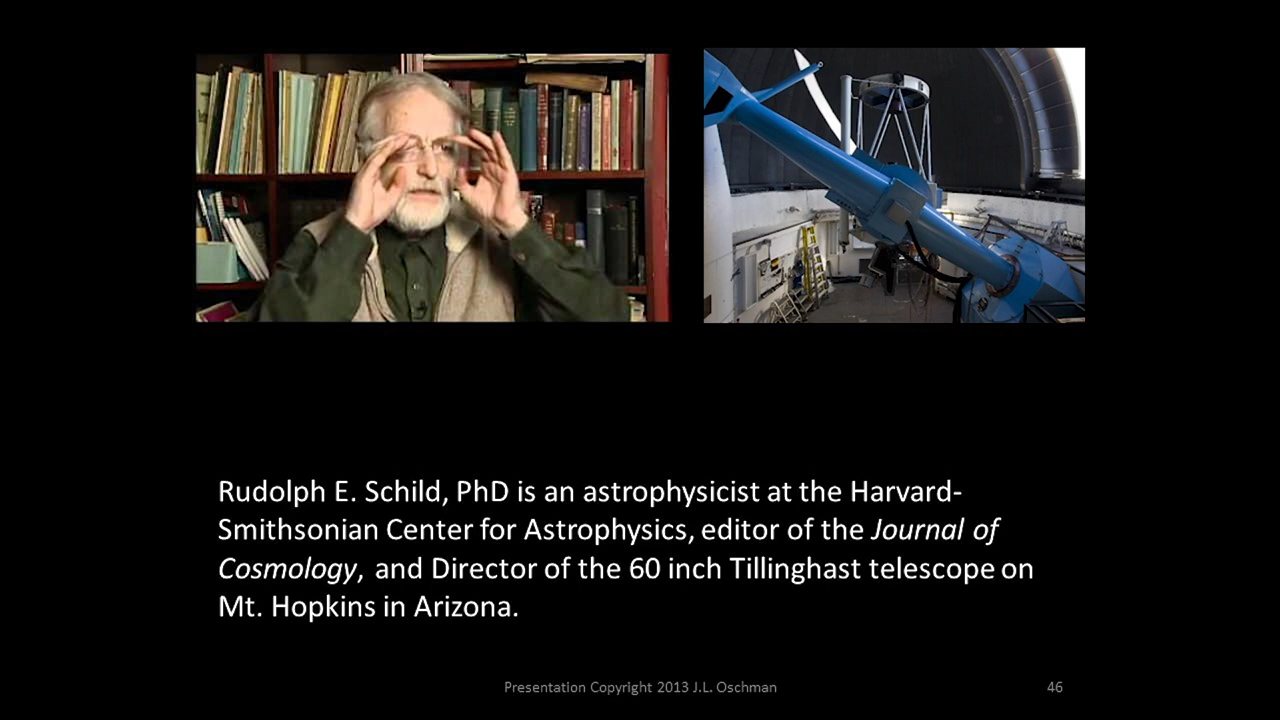 Rudolph E. Schild, PhD is an astrophysicist at the Harvard-
Smithsonian Center for Astrophysics, editor of the Journal of
Cosmology, and Director of the 60 inch Tillinghast telescope on
Mt. Hopkins in Arizona.
Presentation Copyright 2013 J.L. Oschman
46